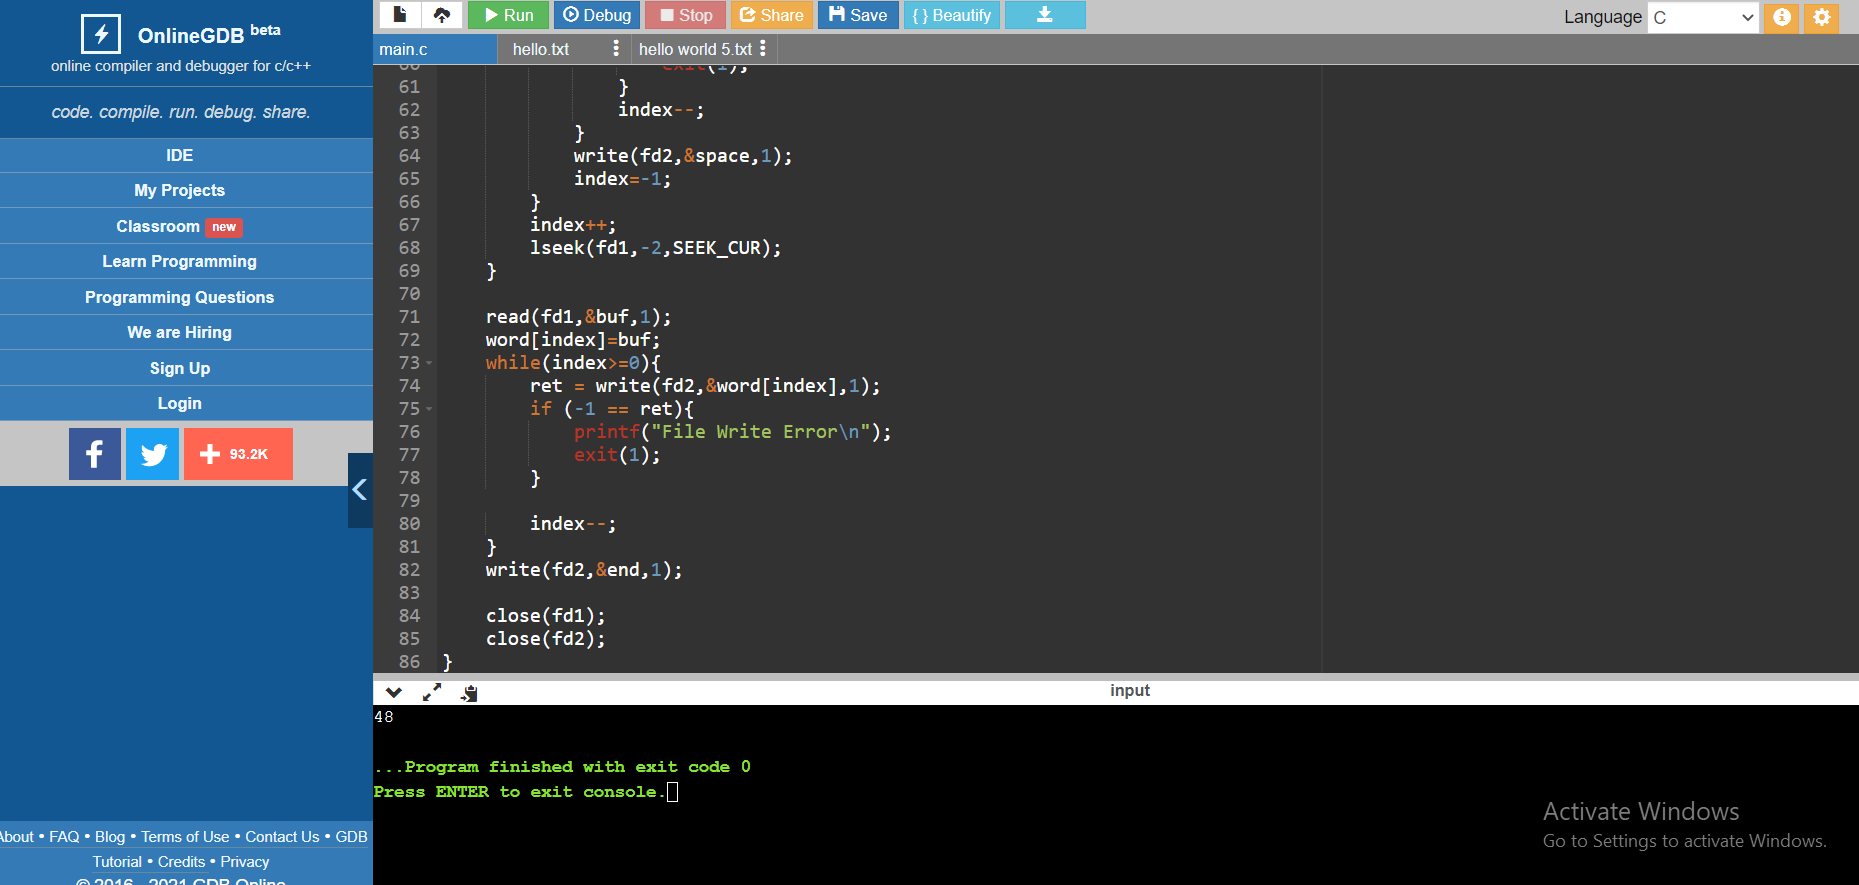 OnlineGDB beta
online compiler and debugger for c/c++
code. compile. run. debug. share.
IDE
My Projects
Classroom new
Learn Programming
Programming Questions
We are Hiring
Sign Up
Login
93.2K
About • FAQ • Blog • Terms of Use • Contact Us • GDB
Tutorial • Credits • Privacy
© 2016 - 2021 GDB Online
Run Debug Stop Share Save { } Beautify
Language C
main.c hello.txt hello world 5.txt
60 exit(1);
61 }
62 index--;
63 }
64 write(fd2,&space,1);
65 index=-1;
66 }
67 index++;
68 lseek(fd1,-2,SEEK_CUR);
69 }
70
71 read(fd1,&buf,1);
72 word[index]=buf;
73 while(index>=0){
74 ret = write(fd2,&word[index],1);
75 if (-1 == ret){
76 printf("File Write Error\n");
77 exit(1);
78 }
79
80 index--;
81 }
82 write(fd2,&end,1);
83
84 close(fd1);
85 close(fd2);
86 }
input
48
...Program finished with exit code 0
Press ENTER to exit console.
Activate Windows
Go to Settings to activate Windows.